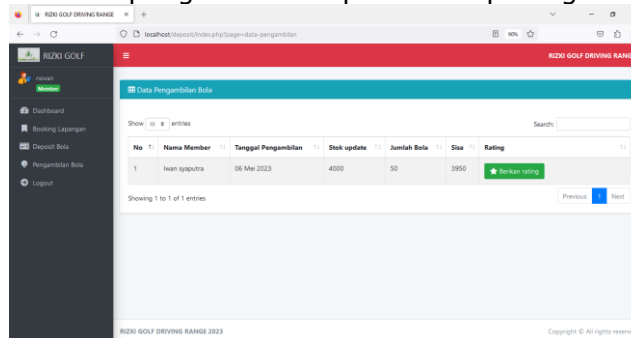 RIZKI GOLF DRIVING RANGE
localhost/deposit/index.php?page=data-pengambilan
90%
RIZKI GOLF
RIZKI GOLF DRIVING RANG
novan
Member
Dashboard
Booking Lapangan
Deposit Bola
Pengambilan Bola
Logout
Data Pengambilan Bola
Show 10 entries
Search:
No Nama Member Tanggal Pengambilan Stok update Jumlah Bola Sisa Rating
1 Iwan syaputra 06 Mei 2023 4000 50 3950 Berikan rating
Showing 1 to 1 of 1 entries
Previous 1 Next
RIZKI GOLF DRIVING RANGE 2023
Copyright © All rights reserve